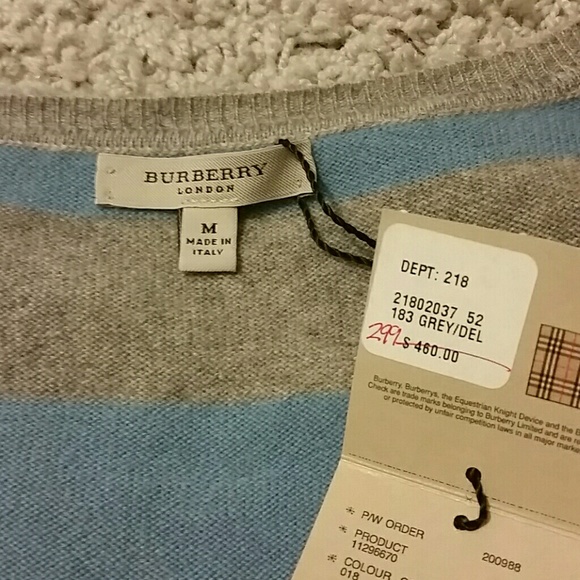 BURBERRY
LONDON
M
MADE IN
ITALY
DEPT: 218
21802037 52
183 GREY/DEL
299 $ 460.00
Burberry, Burberrys, the Equestrian Knight Device and the B
Check are trade marks belonging to Burberry Limited and are re
or protected by unfair competition laws in all major market
* P/W ORDER
200988
* PRODUCT
11296670
* COLOUR
018